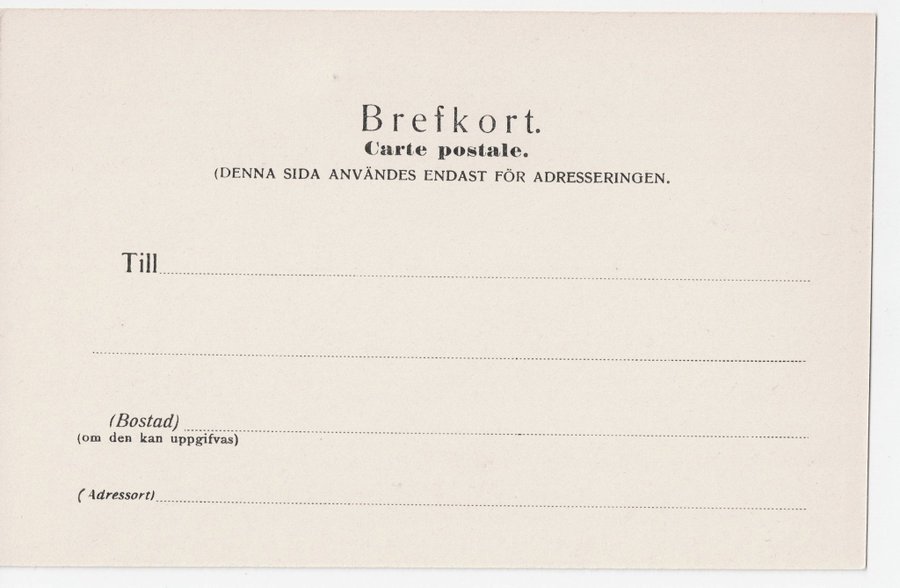 Brefkort.
Carte postale.
(DENNA SIDA ANVÄNDES ENDAST FÖR ADRESSERINGEN.
Till
(Bostad)
(om den kan uppgifvas)
(Adressort)